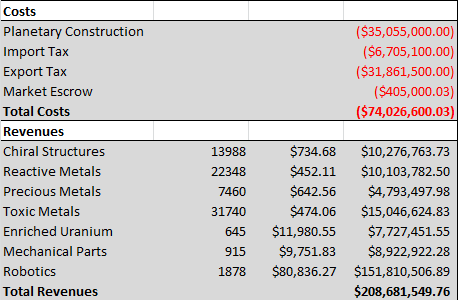 Costs
Planetary Construction ($35,055,000.00)
Import Tax ($6,705,100.00)
Export Tax ($31,861,500.00)
Market Escrow ($405,000.03)
Total Costs ($74,026,600.03)
Revenues
Chiral Structures 13988 $734.68 $10,276,763.73
Reactive Metals 22348 $452.11 $10,103,782.50
Precious Metals 7460 $642.56 $4,793,497.98
Toxic Metals 31740 $474.06 $15,046,624.83
Enriched Uranium 645 $11,980.55 $7,727,451.55
Mechanical Parts 915 $9,751.83 $8,922,922.28
Robotics 1878 $80,836.27 $151,810,506.89
Total Revenues $208,681,549.76